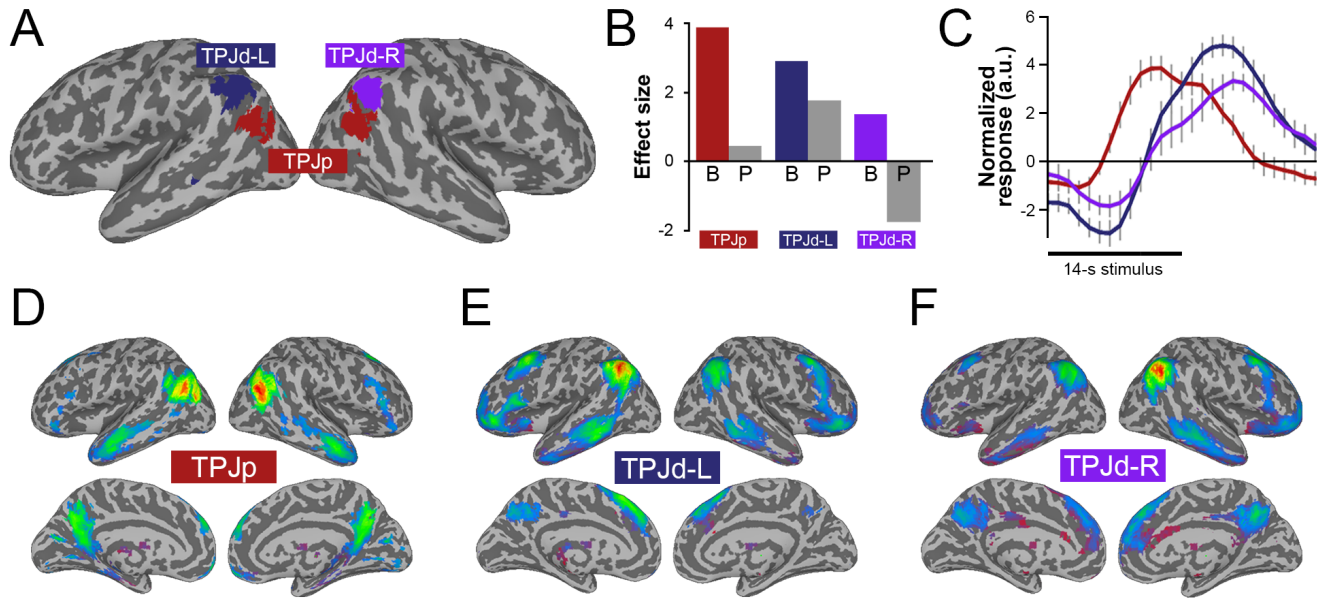 A
TPJd-L
TPJd-R
TPJp
B
Effect size
4
2
0
-2
B
P
B
P
B
P
TPJp
TPJd-L
TPJd-R
C
Normalized
response (a.u.)
6
4
2
0
-2
14-s stimulus
D
TPJp
E
TPJd-L
F
TPJd-R